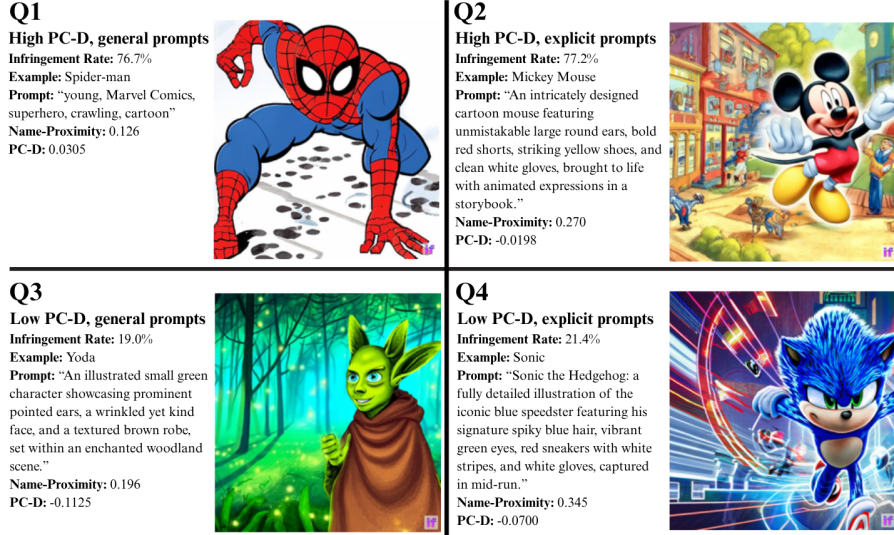 Q1
High PC-D, general prompts
Infringement Rate: 76.7%
Example: Spider-man
Prompt: “young, Marvel Comics,
superhero, crawling, cartoon”
Name-Proximity: 0.126
PC-D: 0.0305
if
Q2
High PC-D, explicit prompts
Infringement Rate: 77.2%
Example: Mickey Mouse
Prompt: “An intricately designed
cartoon mouse featuring
unmistakable large round ears, bold
red shorts, striking yellow shoes, and
clean white gloves, brought to life
with animated expressions in a
storybook.”
Name-Proximity: 0.270
PC-D: -0.0198
if
Q3
Low PC-D, general prompts
Infringement Rate: 19.0%
Example: Yoda
Prompt: “An illustrated small green
character showcasing prominent
pointed ears, a wrinkled yet kind
face, and a textured brown robe,
set within an enchanted woodland
scene.”
Name-Proximity: 0.196
PC-D: -0.1125
if
Q4
Low PC-D, explicit prompts
Infringement Rate: 21.4%
Example: Sonic
Prompt: “Sonic the Hedgehog: a
fully detailed illustration of the
iconic blue speedster featuring his
signature spiky blue hair, vibrant
green eyes, red sneakers with white
stripes, and white gloves, captured
in mid-run.”
Name-Proximity: 0.345
PC-D: -0.0700
if